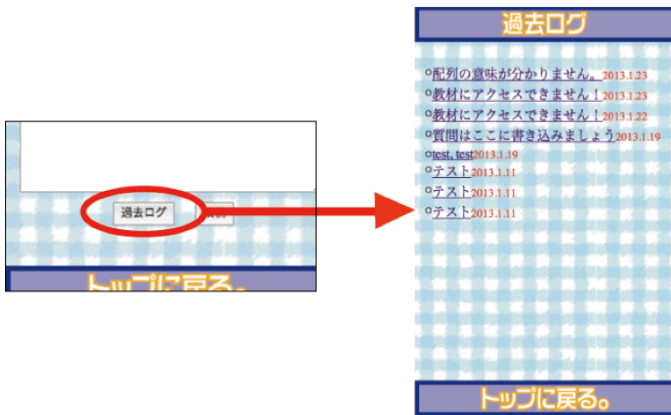 過去ログ
トップに戻る。
過去ログ
配列の意味が分かりません。2013.1.23
教材にアクセスできません！2013.1.23
教材にアクセスできません！2013.1.22
質問はここに書き込みましょう2013.1.19
test, test2013.1.19
テスト2013.1.11
テスト2013.1.11
テスト2013.1.11
トップに戻る。